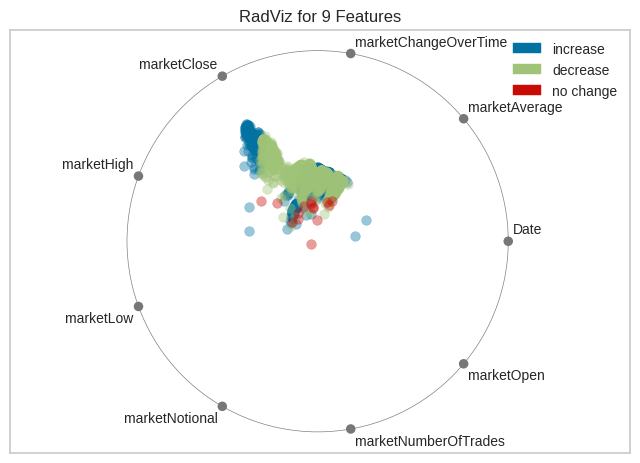 RadViz for 9 Features
marketChangeOverTime
increase
marketClose
decrease
no change
marketAverage
marketHigh
Date
marketLow
marketOpen
marketNotional
marketNumberOfTrades